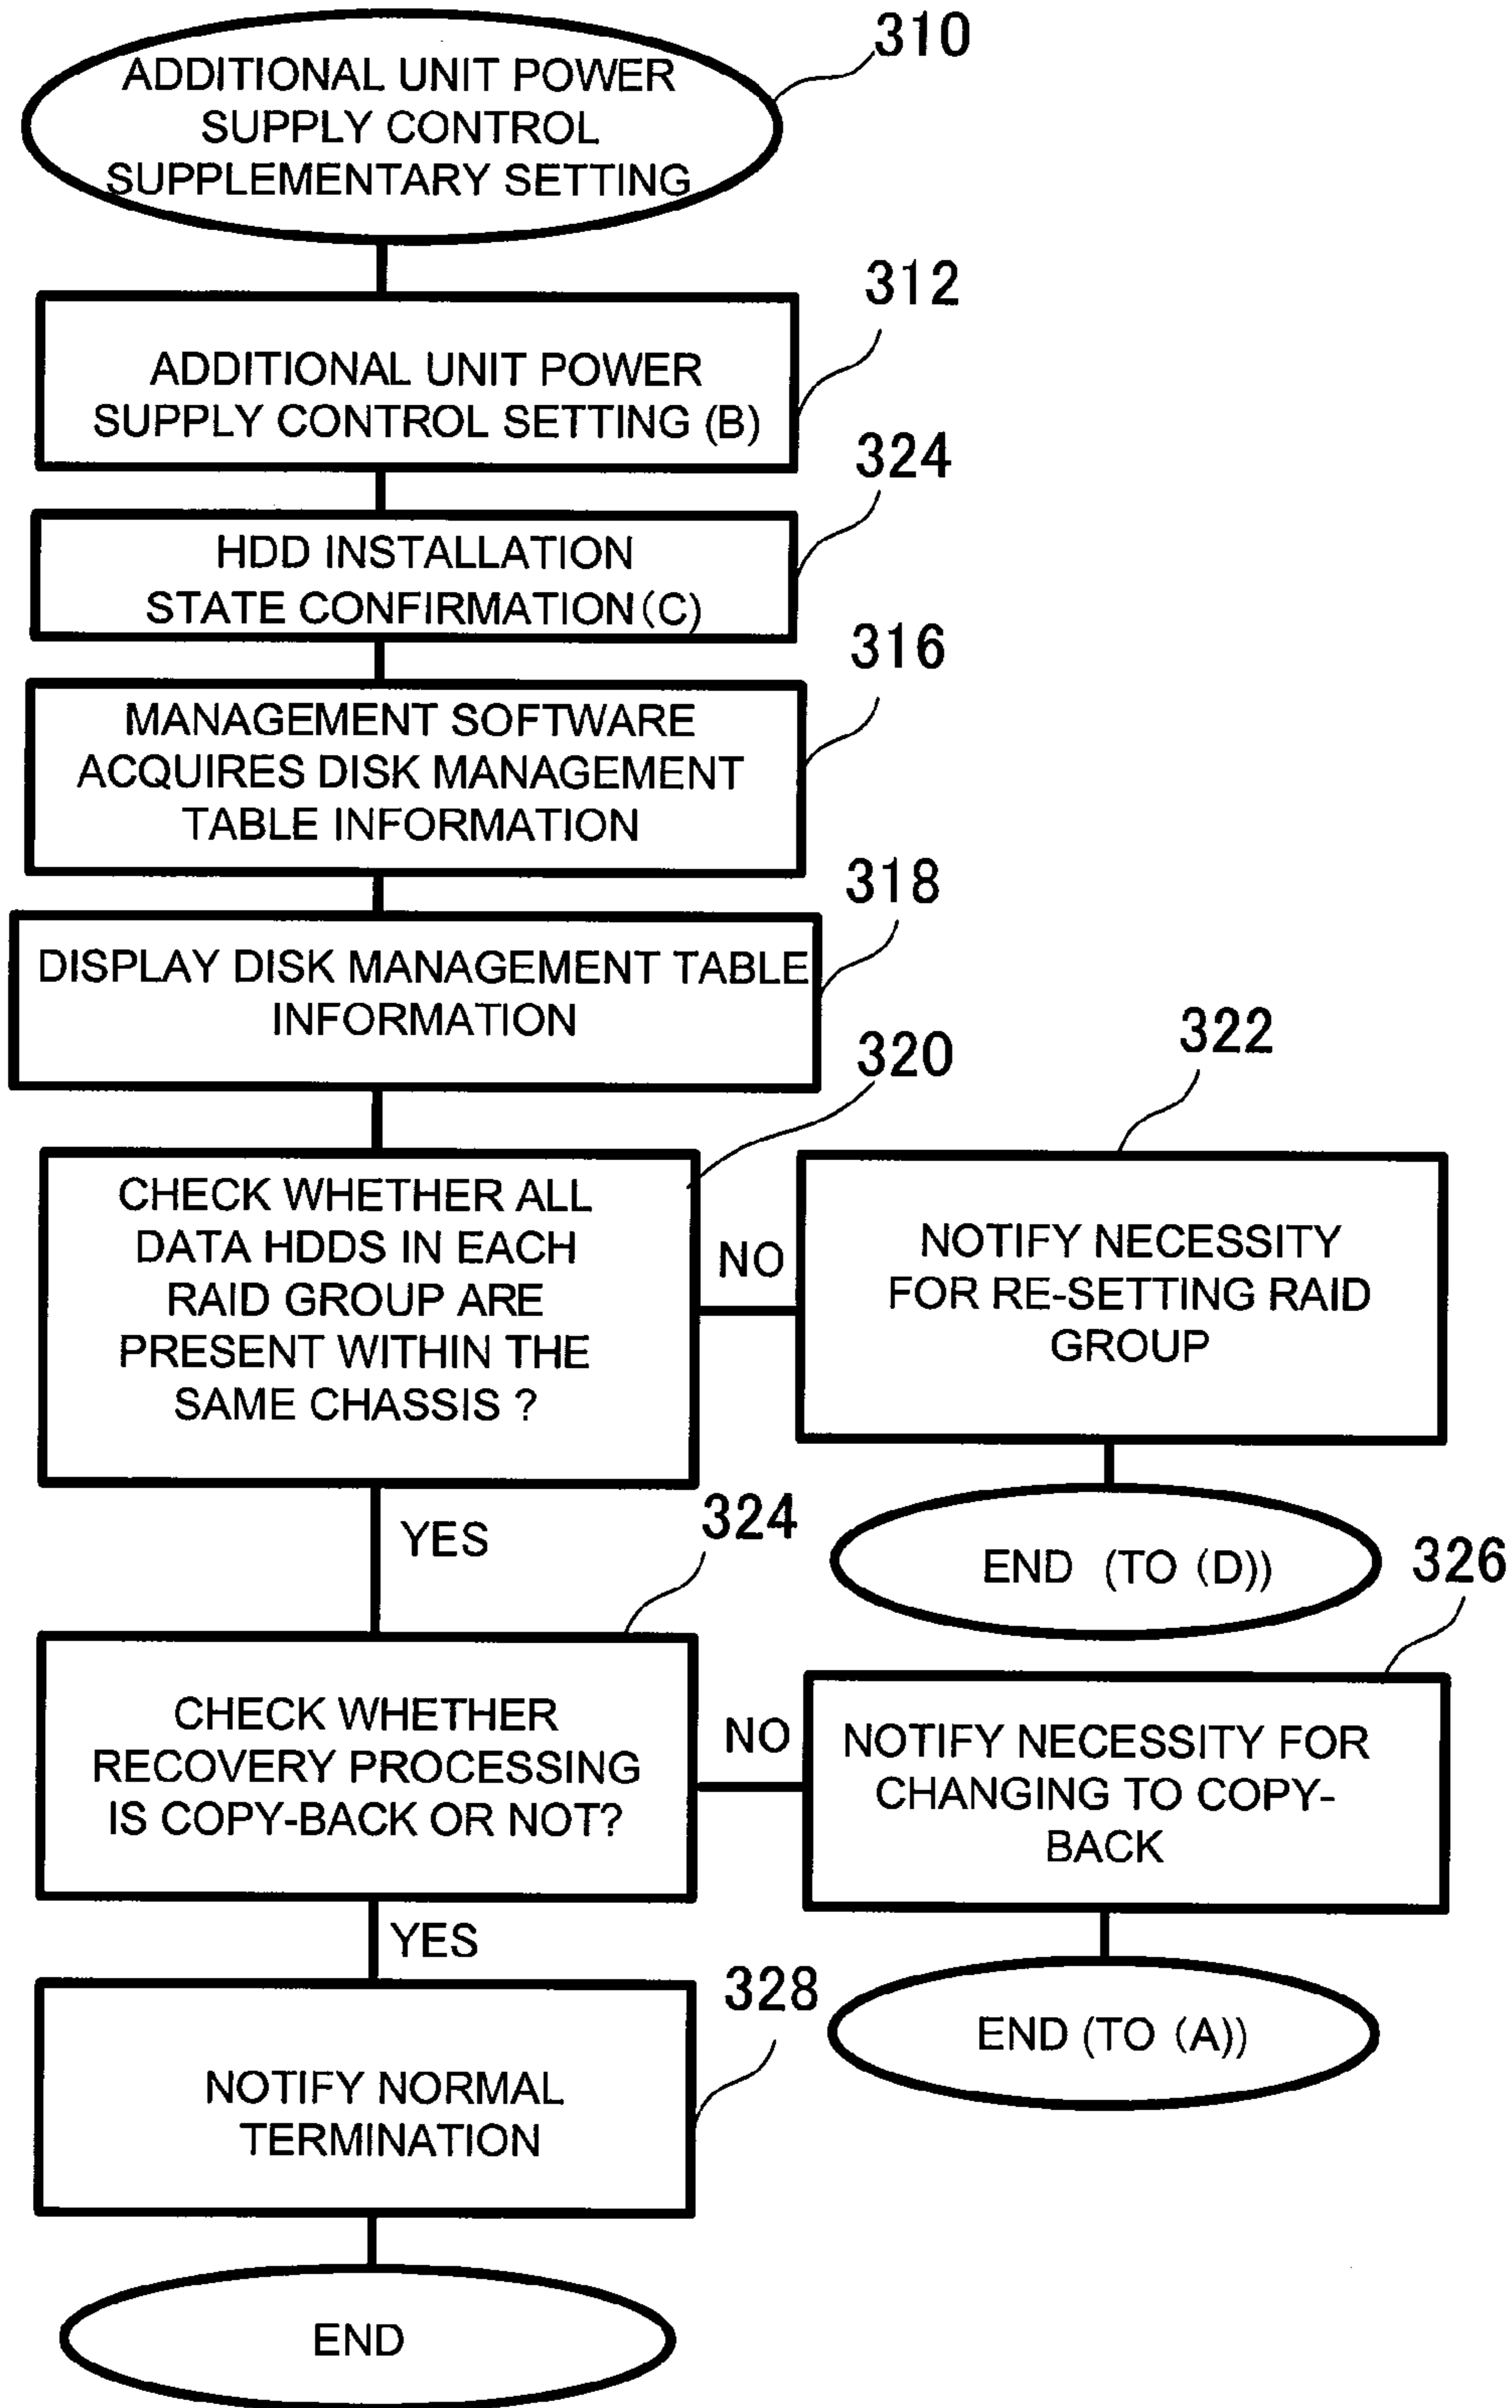 310
ADDITIONAL UNIT POWER
SUPPLY CONTROL
SUPPLEMENTARY SETTING
312
ADDITIONAL UNIT POWER
SUPPLY CONTROL SETTING (B)
324
HDD INSTALLATION
STATE CONFIRMATION (C)
316
MANAGEMENT SOFTWARE
ACQUIRES DISK MANAGEMENT
TABLE INFORMATION
318
DISPLAY DISK MANAGEMENT TABLE
INFORMATION
320
CHECK WHETHER ALL
DATA HDDS IN EACH
RAID GROUP ARE
PRESENT WITHIN THE
SAME CHASSIS ?
NO
322
NOTIFY NECESSITY
FOR RE-SETTING RAID
GROUP
END (TO (D))
YES
324
CHECK WHETHER
RECOVERY PROCESSING
IS COPY-BACK OR NOT?
NO
326
NOTIFY NECESSITY FOR
CHANGING TO COPY-
BACK
END (TO (A))
YES
328
NOTIFY NORMAL
TERMINATION
END